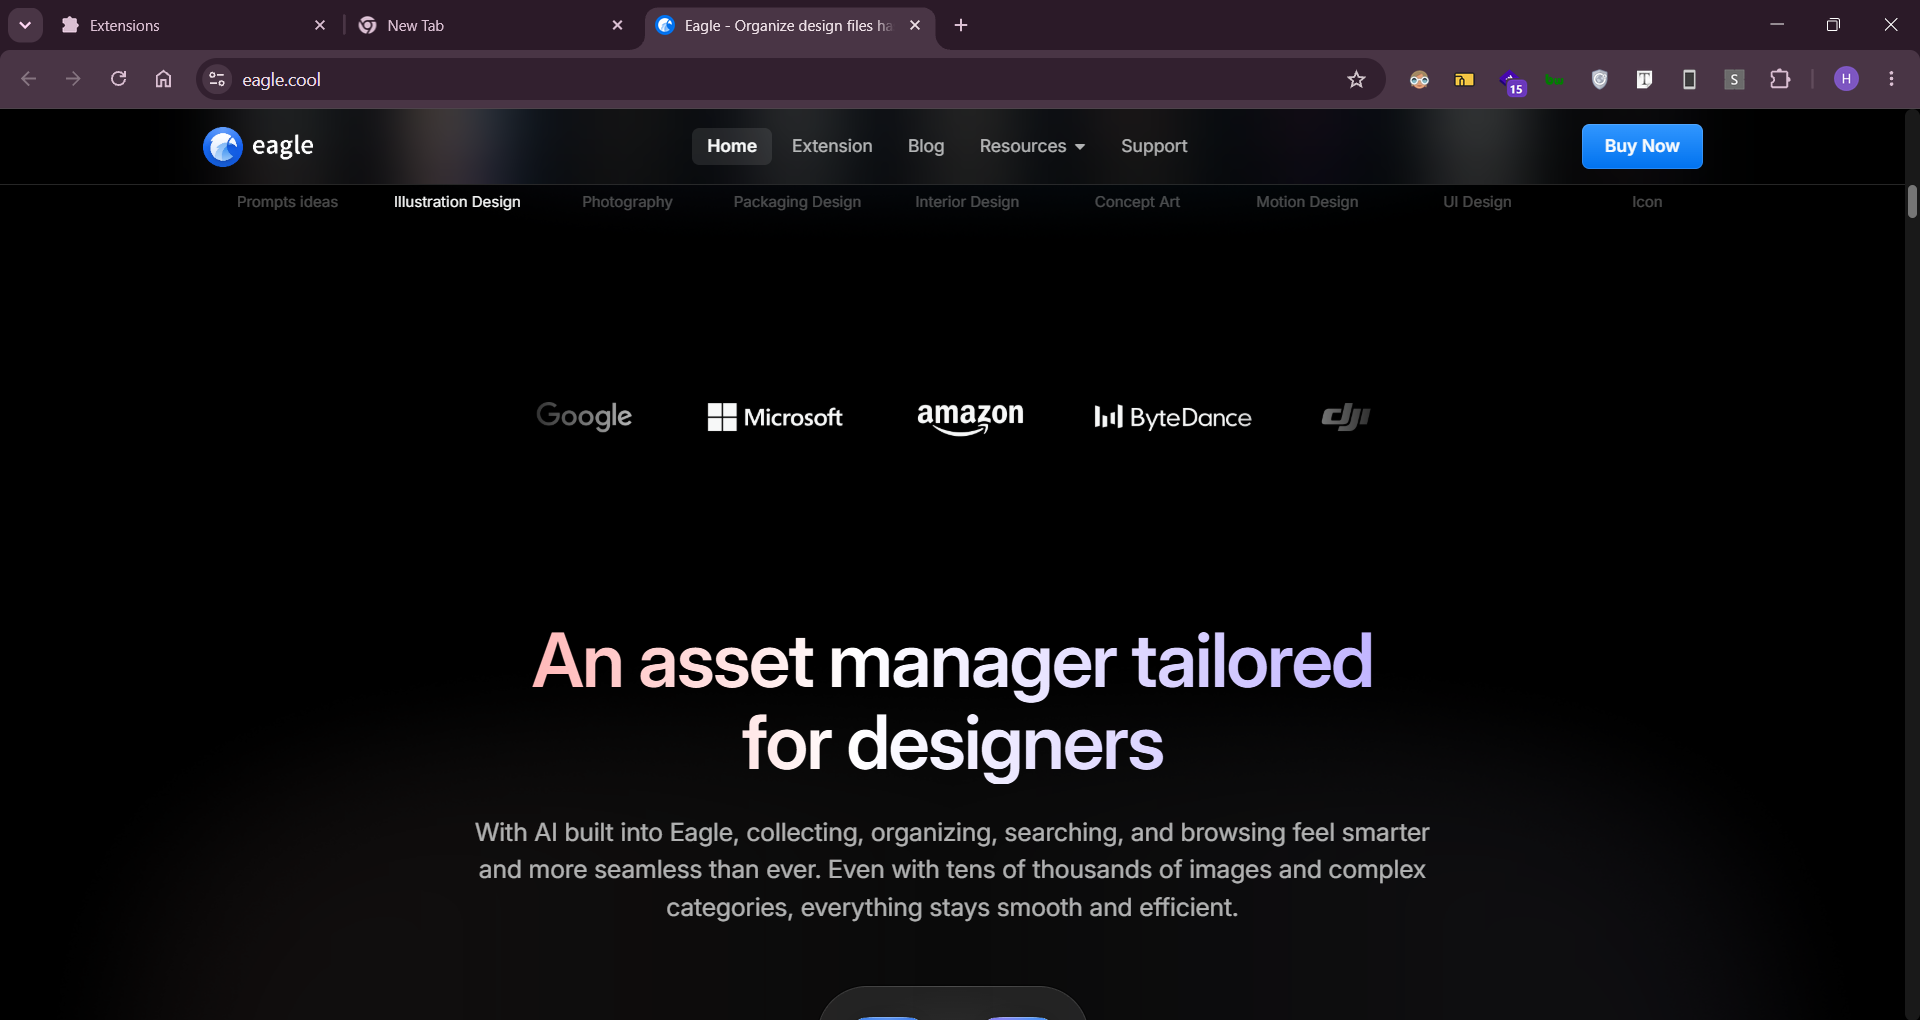 Extensions
New Tab
Eagle - Organize design files ha
eagle.cool
15
bw
T
S
H
eagle
Home
Extension
Blog
Resources
Support
Buy Now
Prompts ideas
Illustration Design
Photography
Packaging Design
Interior Design
Concept Art
Motion Design
UI Design
Icon
Google
Microsoft
amazon
ByteDance
dji
An asset manager tailored
for designers
With AI built into Eagle, collecting, organizing, searching, and browsing feel smarter
and more seamless than ever. Even with tens of thousands of images and complex
categories, everything stays smooth and efficient.